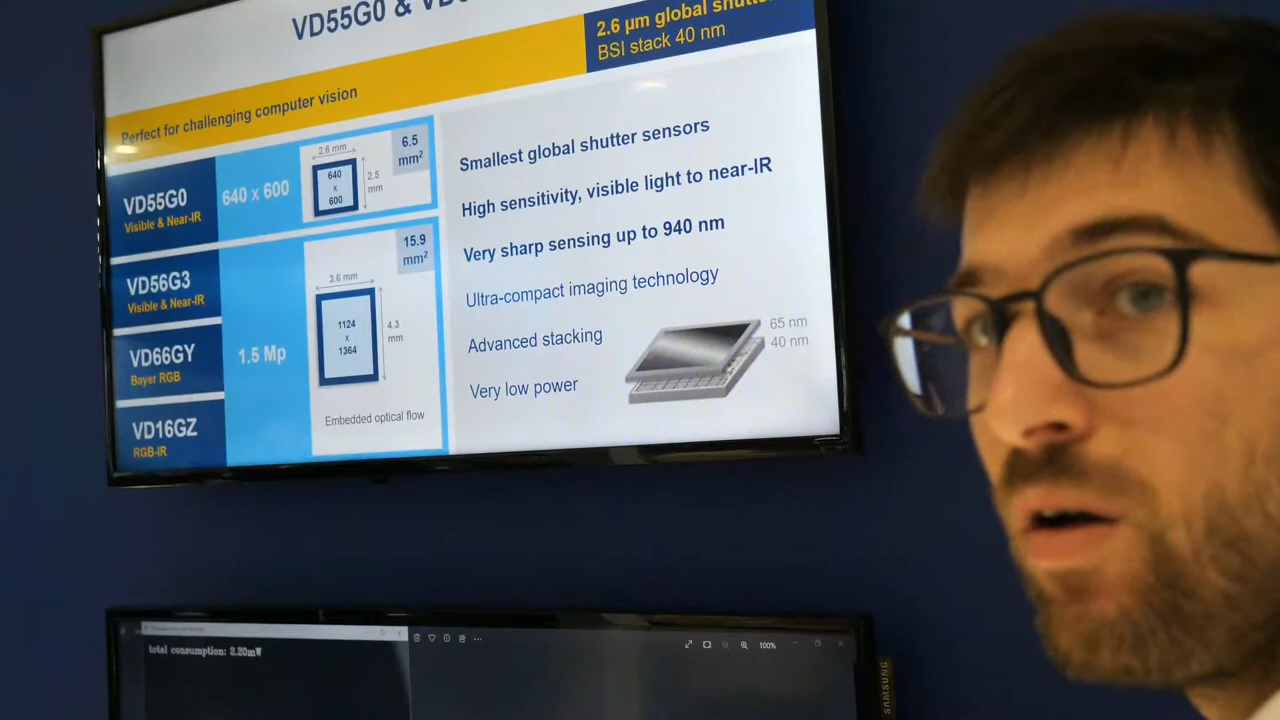 VD55G0 &
2.6 µm global
BSI stack 40 nm
Perfect for challenging computer vision
VD55G0
Visible & Near-IR
640 x 600
2.6 mm
640
x
600
2.5
mm
6.5
mm²
VD56G3
Visible & Near-IR
VD66GY
Bayer RGB
VD16GZ
RGB-IR
1.5 Mp
15.9
mm²
3.6 mm
1124
x
1364
4.3
mm
Embedded optical flow
Smallest global shutter sensors
High sensitivity, visible light to near-IR
Very sharp sensing up to 940 nm
Ultra-compact imaging technology
Advanced stacking
Very low power
65 nm
40 nm
total consumption: 2.20mW
100%
SAMSUNG